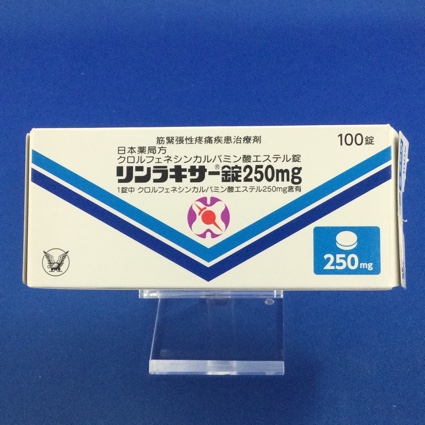 筋緊張性疼痛疾患治療剤
日本薬局方
クロルフェネシンカルバミン酸エステル錠
100錠
リンラキサー®錠250mg
1錠中 クロルフェネシンカルバミン酸エステル250mg含有
250mg